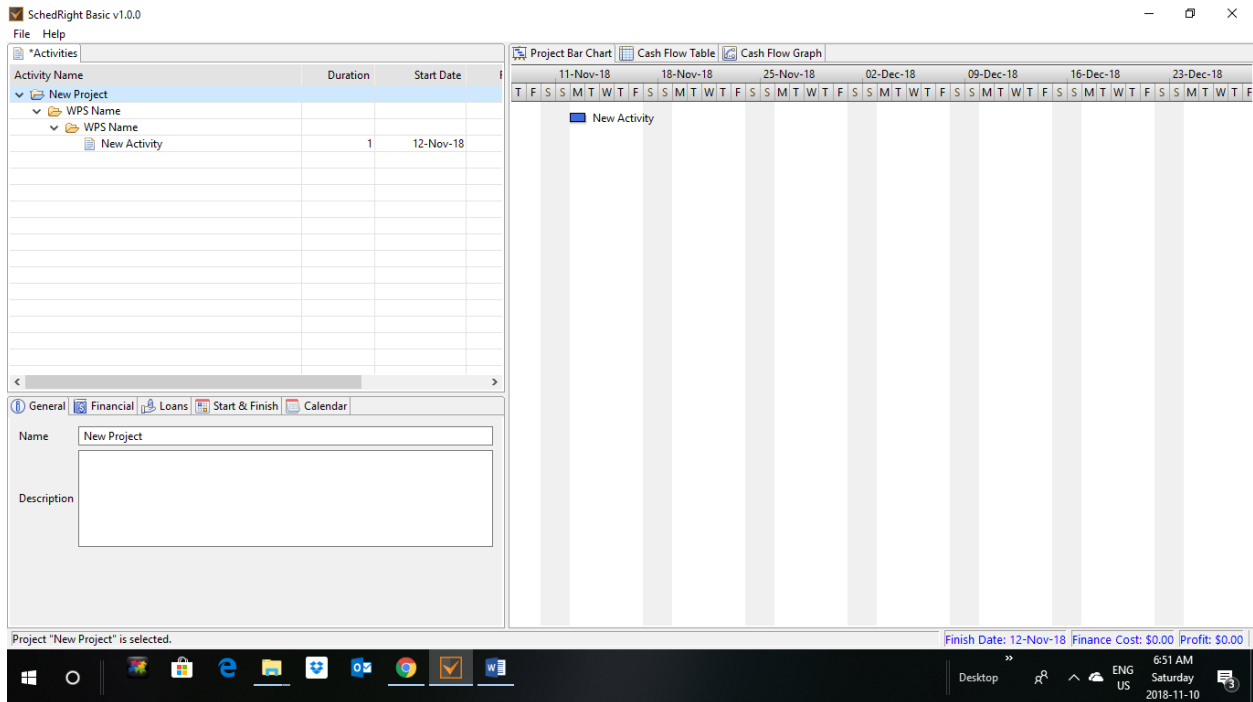 SchedRight Basic v1.0.0
File Help
*Activities
Activity Name Duration Start Date
New Project
WPS Name
WPS Name
New Activity 1 12-Nov-18
General Financial Loans Start & Finish Calendar
Name New Project
Description
Project Bar Chart Cash Flow Table Cash Flow Graph
11-Nov-18 18-Nov-18 25-Nov-18 02-Dec-18 09-Dec-18 16-Dec-18 23-Dec-18
T F S S M T W T F S S M T W T F S S M T W T F S S M T W T F S S M T W T F S S M T W T F S S M T W T F
New Activity
Project "New Project" is selected.
Finish Date: 12-Nov-18 Finance Cost: $0.00 Profit: $0.00
Desktop
ENG
US
6:51 AM
Saturday
2018-11-10
3